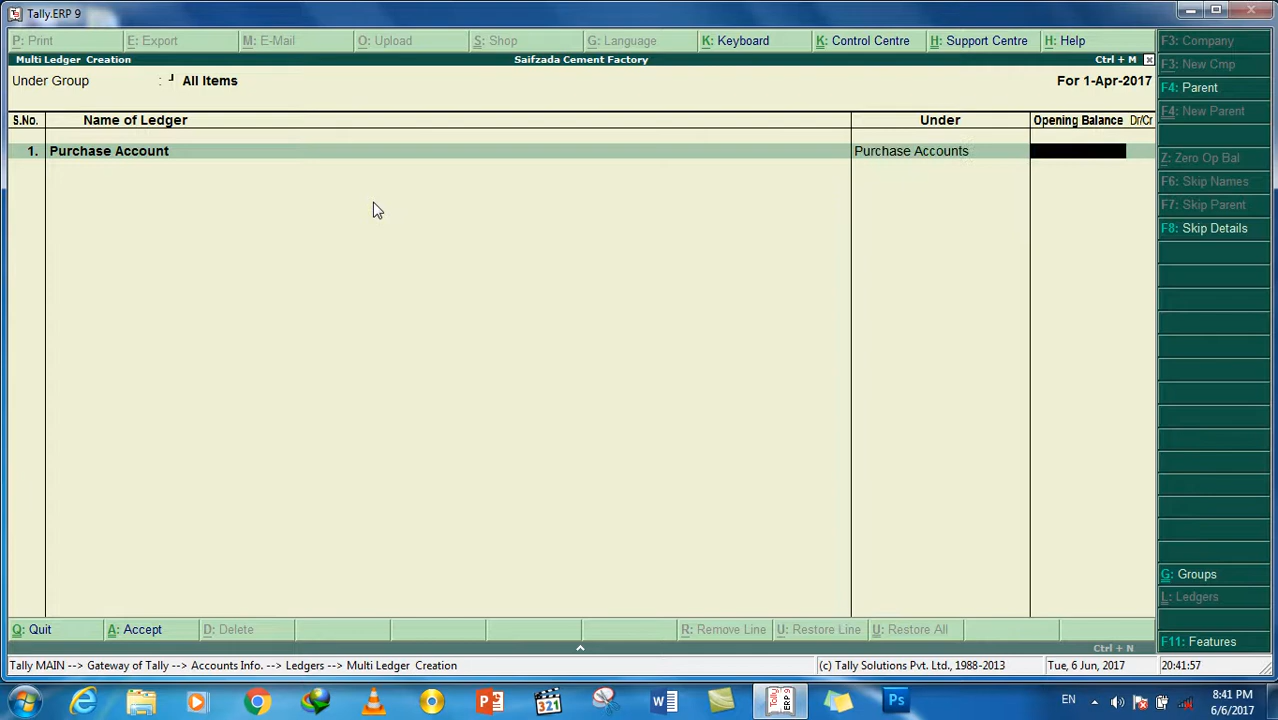 Tally.ERP 9
P: Print E: Export M: E-Mail O: Upload S: Shop G: Language K: Keyboard K: Control Centre H: Support Centre H: Help
Multi Ledger Creation Saifzada Cement Factory Ctrl + M
Under Group : ┘ All Items For 1-Apr-2017
S.No. Name of Ledger Under Opening Balance Dr/Cr
1. Purchase Account Purchase Accounts
F3: Company
F3: New Cmp
F4: Parent
F4: New Parent
Z: Zero Op Bal
F6: Skip Names
F7: Skip Parent
F8: Skip Details
G: Groups
L: Ledgers
F11: Features
Q: Quit A: Accept D: Delete R: Remove Line U: Restore Line U: Restore All
Ctrl + N
Tally MAIN --> Gateway of Tally --> Accounts Info. --> Ledgers --> Multi Ledger Creation (c) Tally Solutions Pvt. Ltd., 1988-2013 Tue, 6 Jun, 2017 20:41:57
321 W ERP 9 Ps EN 8:41 PM
6/6/2017